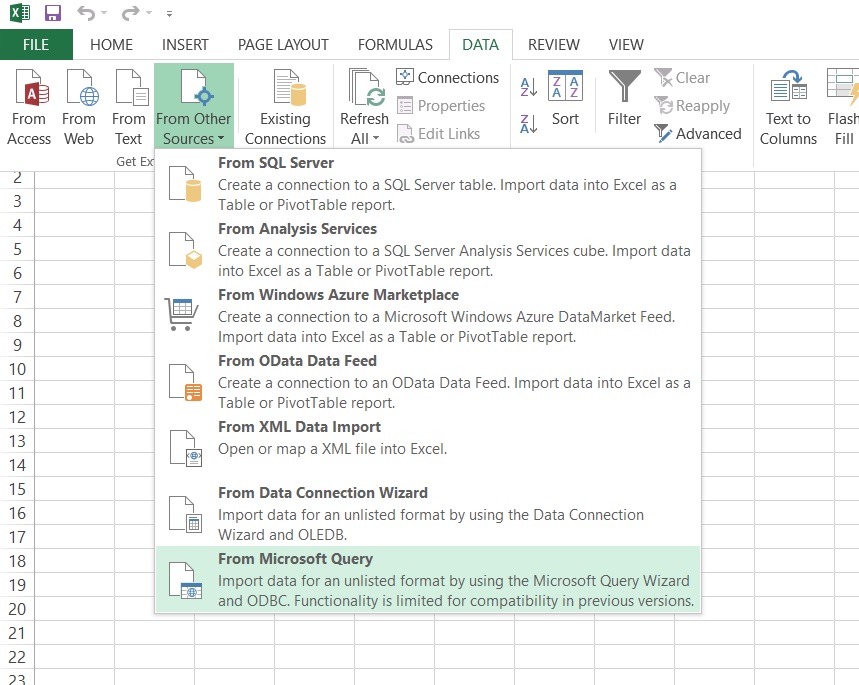 FILE HOME INSERT PAGE LAYOUT FORMULAS DATA REVIEW VIEW
From Access
From Web
From Text
From Other Sources
Existing Connections
Refresh All
Connections
Properties
Edit Links
Sort
Filter
Clear
Reapply
Advanced
Text to Columns
Flash Fill
Get Ex
From SQL Server
Create a connection to a SQL Server table. Import data into Excel as a
Table or PivotTable report.
From Analysis Services
Create a connection to a SQL Server Analysis Services cube. Import data
into Excel as a Table or PivotTable report.
From Windows Azure Marketplace
Create a connection to a Microsoft Windows Azure DataMarket Feed.
Import data into Excel as a Table or PivotTable report.
From OData Data Feed
Create a connection to an OData Data Feed. Import data into Excel as a
Table or PivotTable report.
From XML Data Import
Open or map a XML file into Excel.
From Data Connection Wizard
Import data for an unlisted format by using the Data Connection
Wizard and OLEDB.
From Microsoft Query
Import data for an unlisted format by using the Microsoft Query Wizard
and ODBC. Functionality is limited for compatibility in previous versions.
2
3
4
5
6
7
8
9
10
11
12
13
14
15
16
17
18
19
20
21
22
23